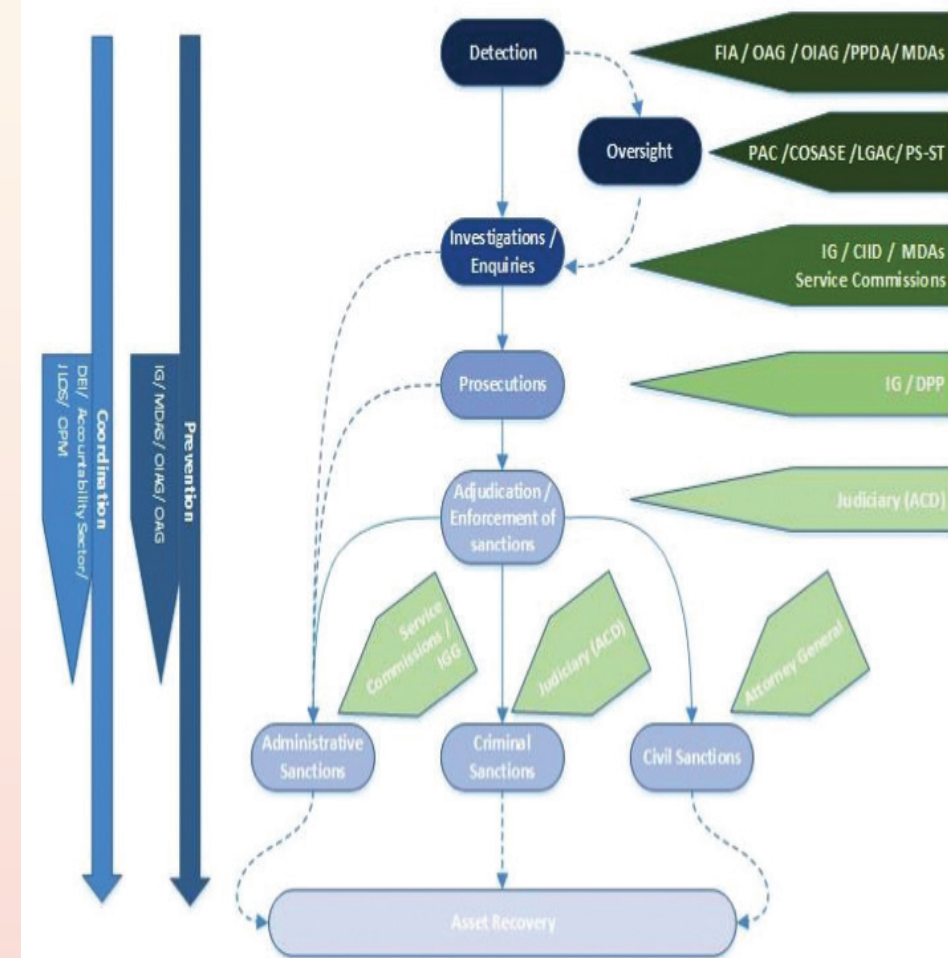 Detection
FIA / OAG / OIAG /PPDA/ MDAs
Oversight
PAC /COSASE /LGAC/ PS-ST
Investigations /
Enquiries
IG / CIID / MDAs
Service Commissions
Prosecutions
IG / DPP
Adjudication /
Enforcement of
sanctions
Judiciary (ACD)
Service
Commissions /
IGG
Judiciary (ACD)
Attorney General
Administrative
Sanctions
Criminal
Sanctions
Civil Sanctions
Asset Recovery
Coordination
DEI/ Accountability Sector/
JLOS/ OPM
Prevention
IG/ MDAS/ OIAG/ OAG